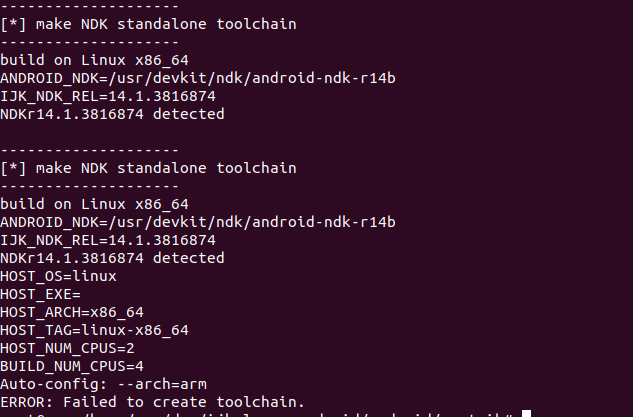 --------------------
[*] make NDK standalone toolchain
--------------------
build on Linux x86_64
ANDROID_NDK=/usr/devkit/ndk/android-ndk-r14b
IJK_NDK_REL=14.1.3816874
NDKr14.1.3816874 detected

--------------------
[*] make NDK standalone toolchain
--------------------
build on Linux x86_64
ANDROID_NDK=/usr/devkit/ndk/android-ndk-r14b
IJK_NDK_REL=14.1.3816874
NDKr14.1.3816874 detected
HOST_OS=linux
HOST_EXE=
HOST_ARCH=x86_64
HOST_TAG=linux-x86_64
HOST_NUM_CPUS=2
BUILD_NUM_CPUS=4
Auto-config: --arch=arm
ERROR: Failed to create toolchain.